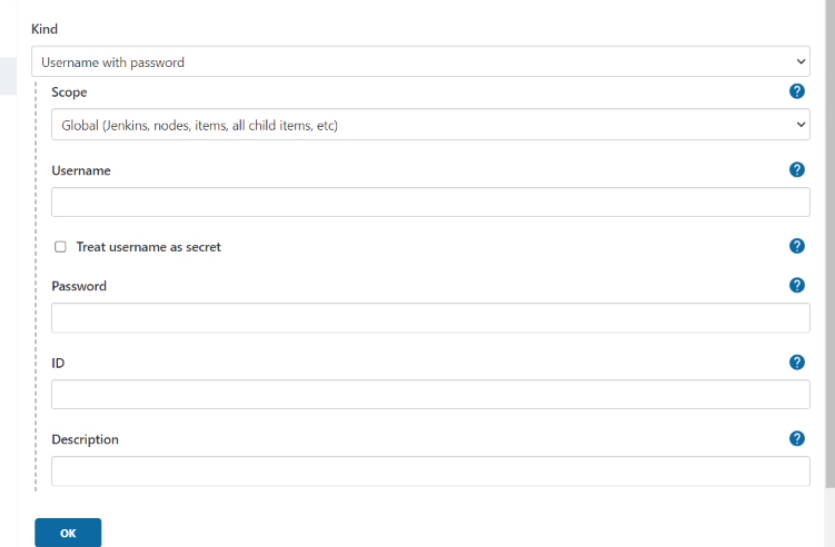 Kind
Username with password
Scope
?
Global (Jenkins, nodes, items, all child items, etc)
Username
?
Treat username as secret
?
Password
?
ID
?
Description
?
OK